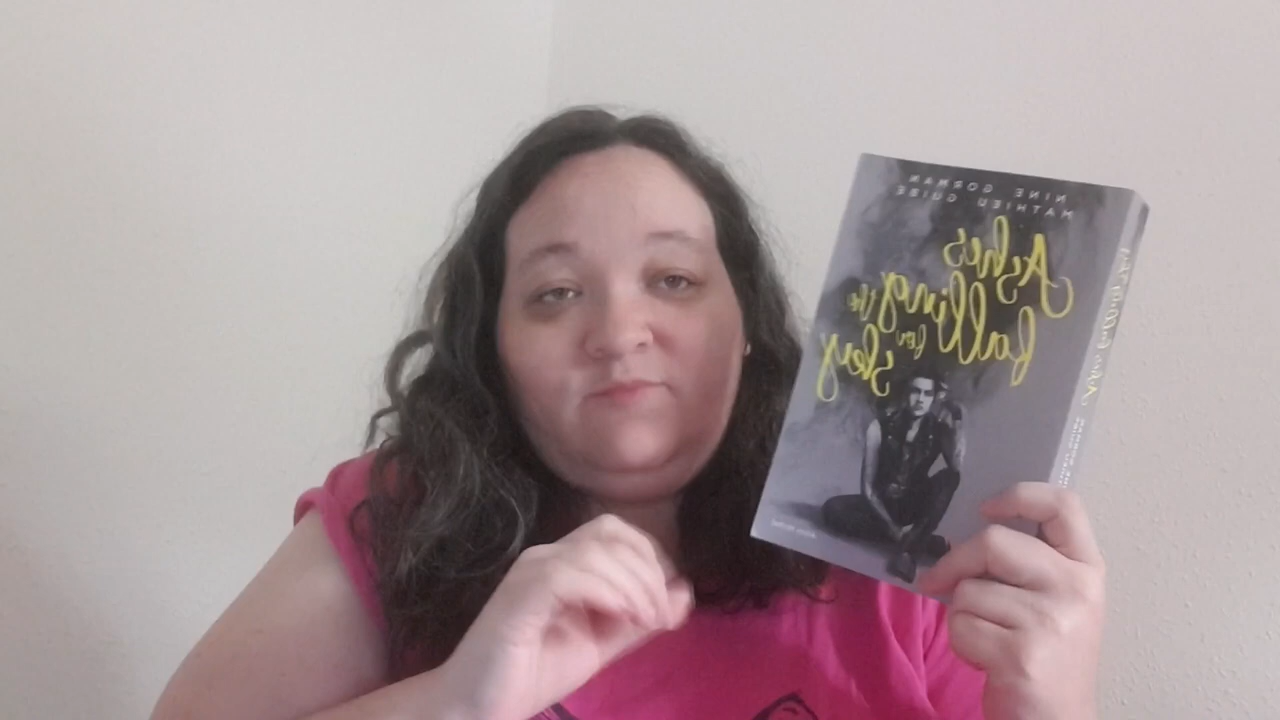 NINE GORMAN
MATHIEU GUIBÉ
Ashes
falling
for the
sky